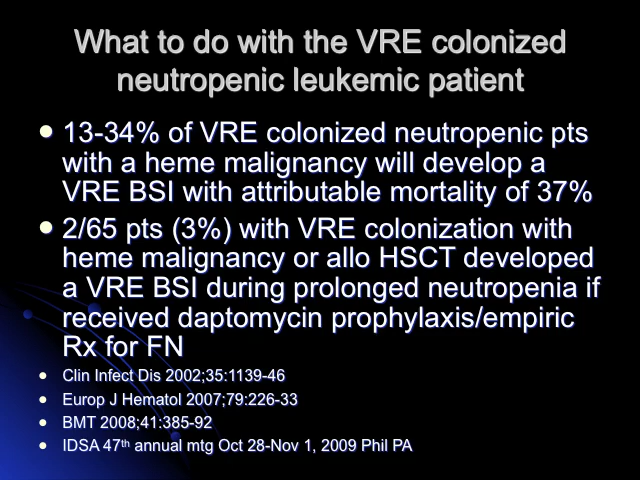 What to do with the VRE colonized
neutropenic leukemic patient
• 13-34% of VRE colonized neutropenic pts
with a heme malignancy will develop a
VRE BSI with attributable mortality of 37%
• 2/65 pts (3%) with VRE colonization with
heme malignancy or allo HSCT developed
a VRE BSI during prolonged neutropenia if
received daptomycin prophylaxis/empiric
Rx for FN
• Clin Infect Dis 2002;35:1139-46
• Europ J Hematol 2007;79:226-33
• BMT 2008;41:385-92
• IDSA 47th annual mtg Oct 28-Nov 1, 2009 Phil PA